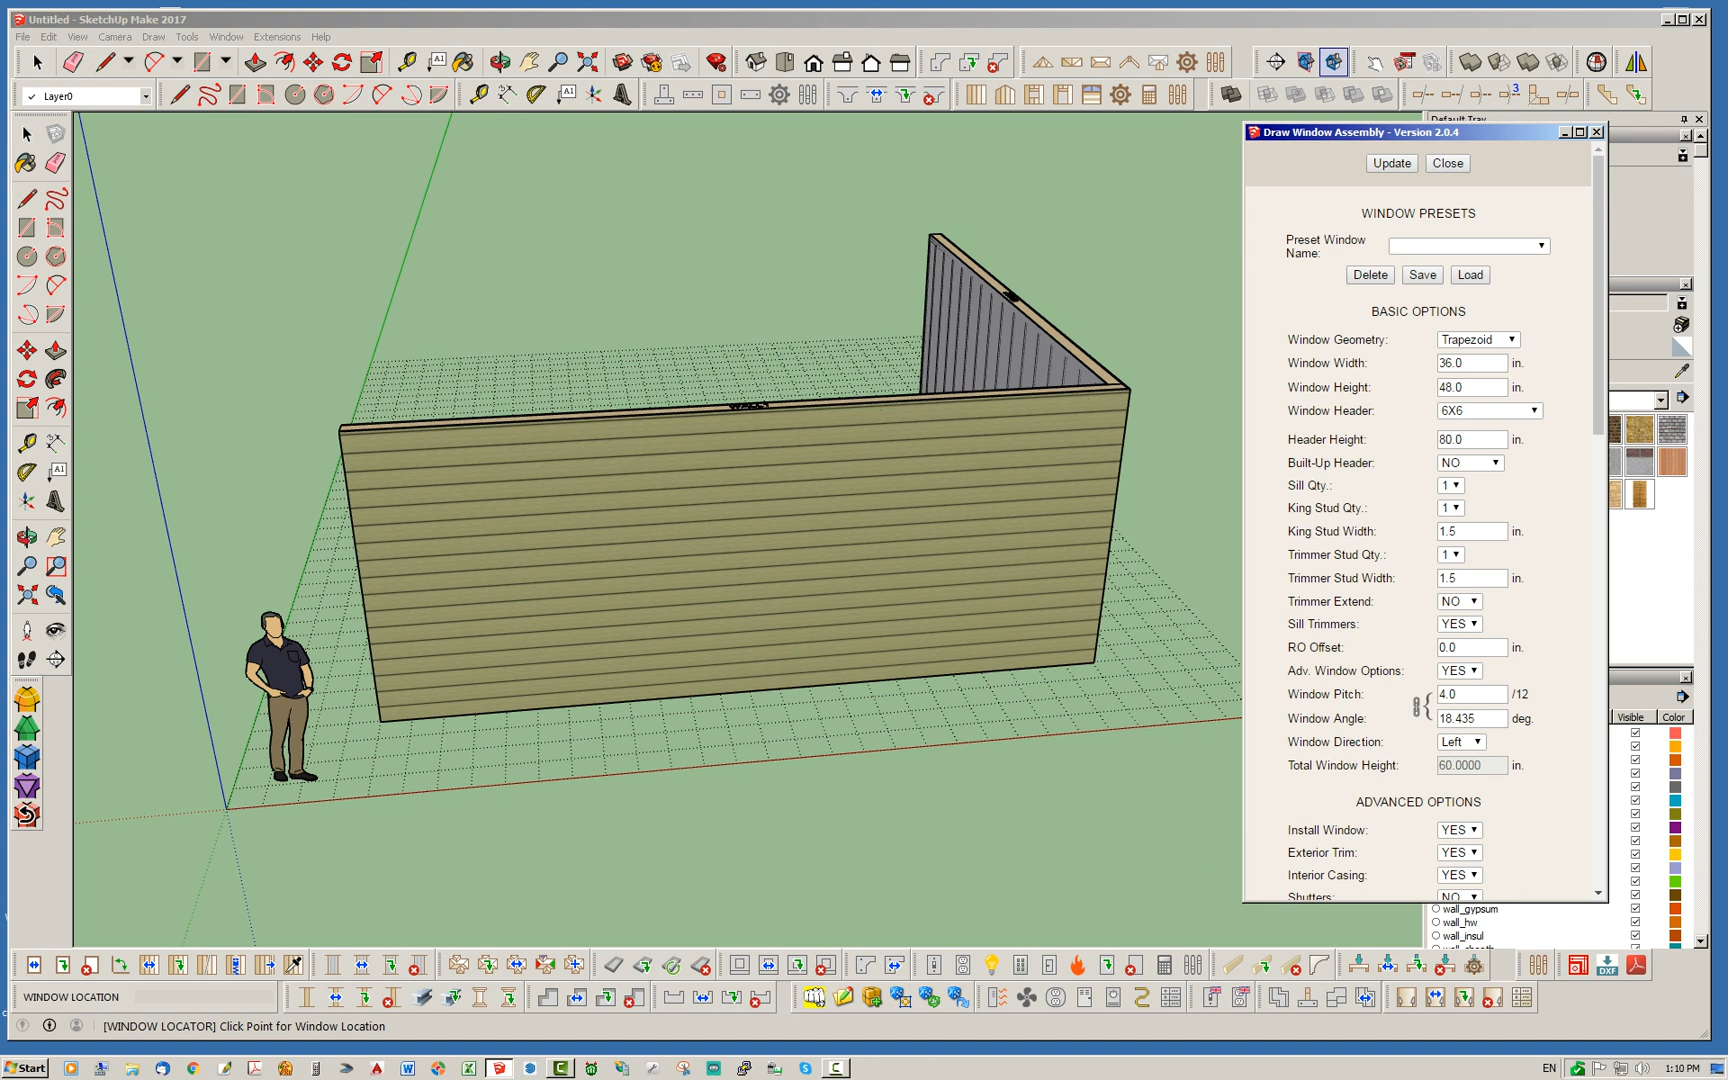 Untitled - SketchUp Make 2017
File Edit View Camera Draw Tools Window Extensions Help
Layer0
Default Tray
Draw Window Assembly - Version 2.0.4
Update Close
WINDOW PRESETS
Preset Window Name:
Delete Save Load
BASIC OPTIONS
Window Geometry: Trapezoid
Window Width: 36.0 in.
Window Height: 48.0 in.
Window Header: 6X6
Header Height: 80.0 in.
Built-Up Header: NO
Sill Qty.: 1
King Stud Qty.: 1
King Stud Width: 1.5 in.
Trimmer Stud Qty.: 1
Trimmer Stud Width: 1.5 in.
Trimmer Extend: NO
Sill Trimmers: YES
RO Offset: 0.0 in.
Adv. Window Options: YES
Window Pitch: 4.0 /12
Window Angle: 18.435 deg.
Window Direction: Left
Total Window Height: 60.0000 in.
Visible Color
ADVANCED OPTIONS
Install Window: YES
Exterior Trim: YES
Interior Casing: YES
Shutters: NO
wall_gypsum
wall_hw
wall_insul
WINDOW LOCATION
[WINDOW LOCATOR] Click Point for Window Location
Start
EN
1:10 PM